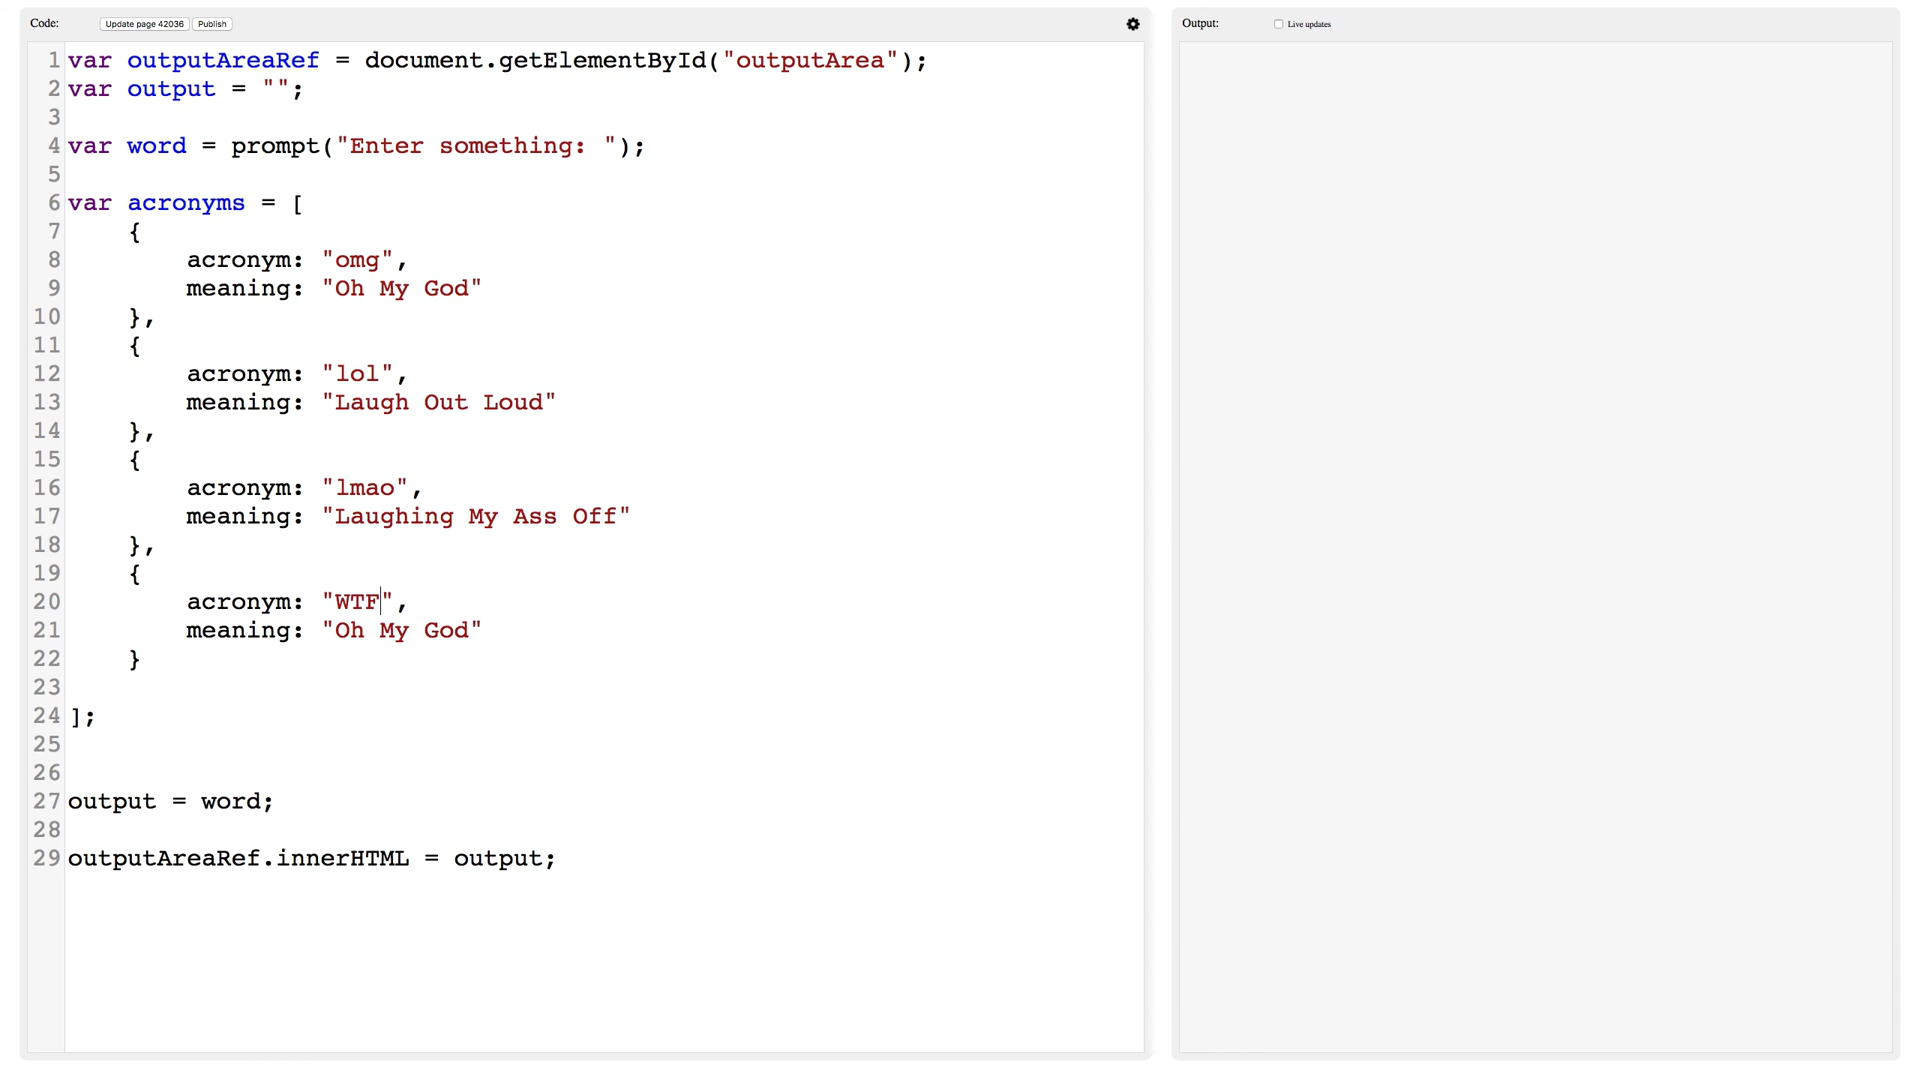 Code: Update page 42036 Publish
Output: Live updates
1 var outputAreaRef = document.getElementById("outputArea");
2 var output = "";
3
4 var word = prompt("Enter something: ");
5
6 var acronyms = [
7 {
8 acronym: "omg",
9 meaning: "Oh My God"
10 },
11 {
12 acronym: "lol",
13 meaning: "Laugh Out Loud"
14 },
15 {
16 acronym: "lmao",
17 meaning: "Laughing My Ass Off"
18 },
19 {
20 acronym: "WTF",
21 meaning: "Oh My God"
22 }
23
24 ];
25
26
27 output = word;
28
29 outputAreaRef.innerHTML = output;